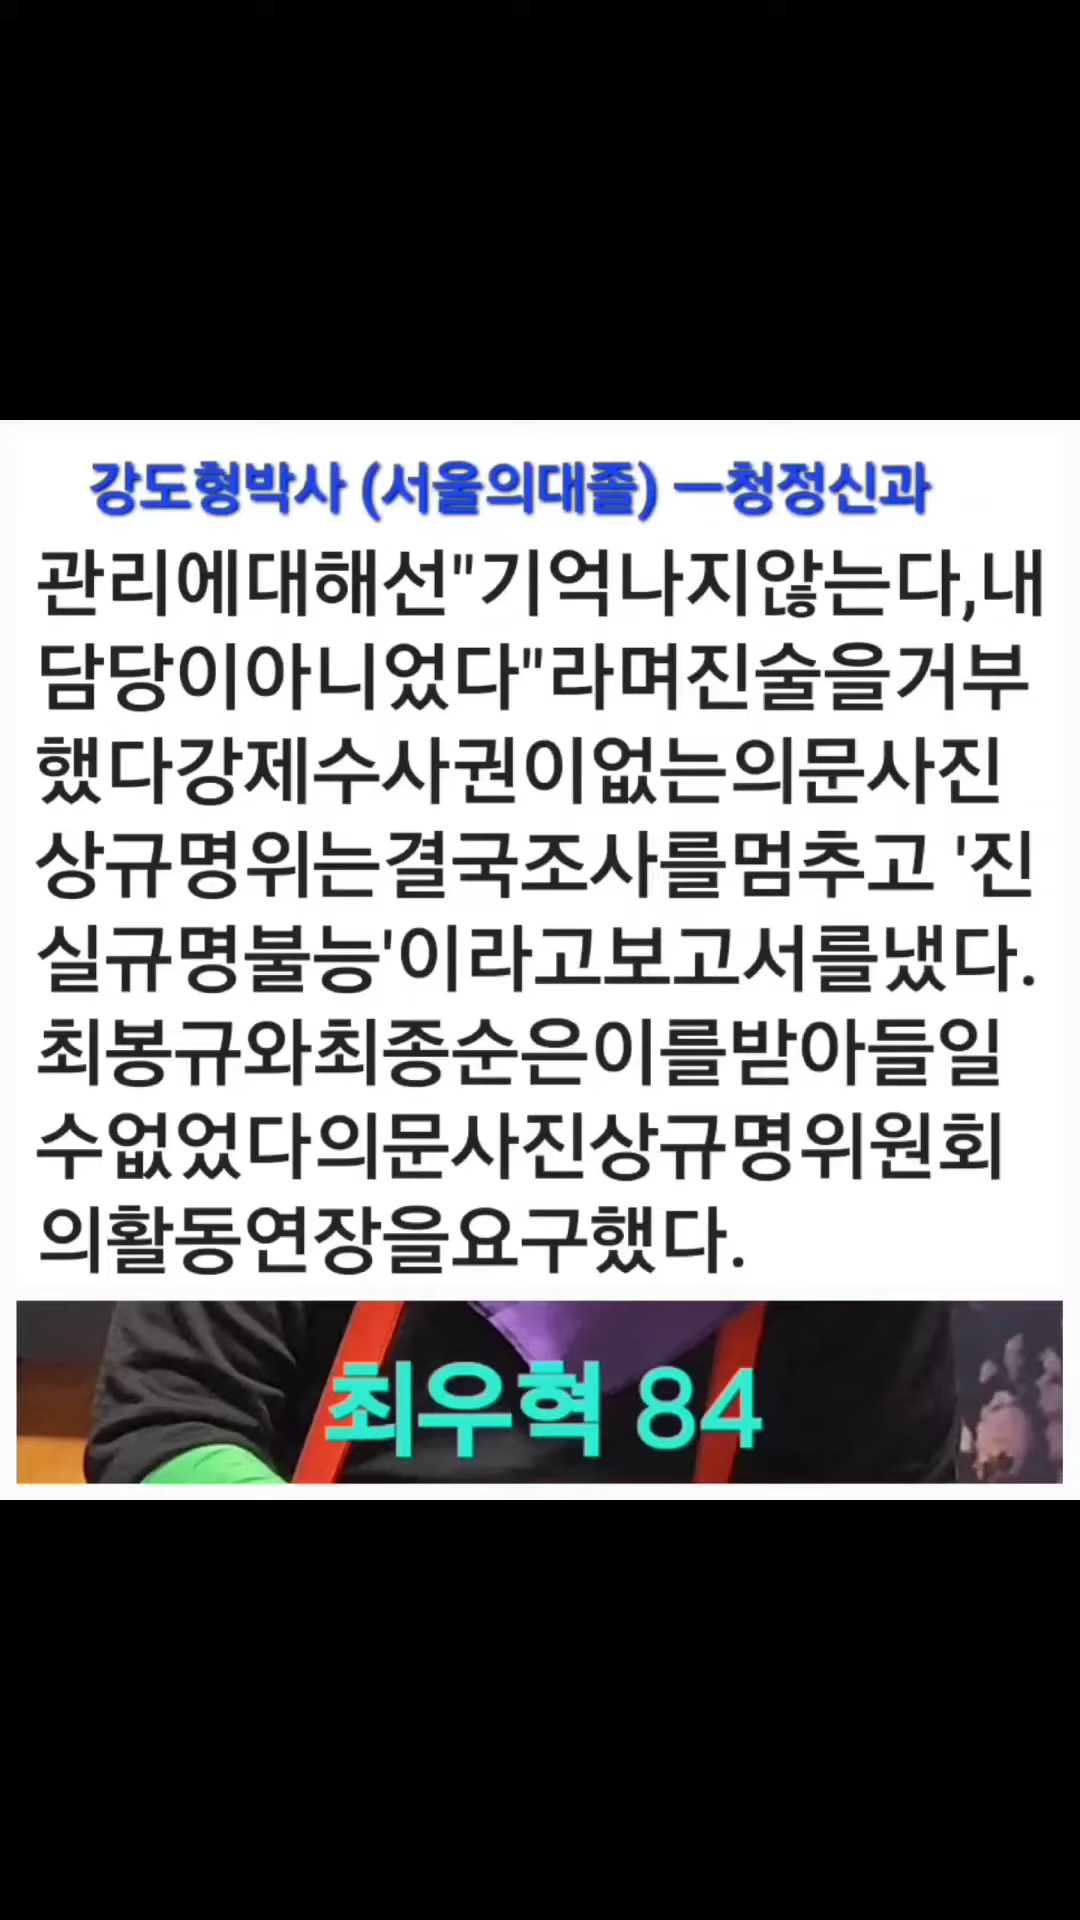 강도형박사 (서울의대졸) ㅡ청정신과
관리에대해선"기억나지않는다,내
담당이아니었다"라며진술을거부
했다강제수사권이없는의문사진
상규명위는결국조사를멈추고 '진
실규명불능'이라고보고서를냈다.
최봉규와최종순은이를받아들일
수없었다의문사진상규명위원회
의활동연장을요구했다.
최우혁 84